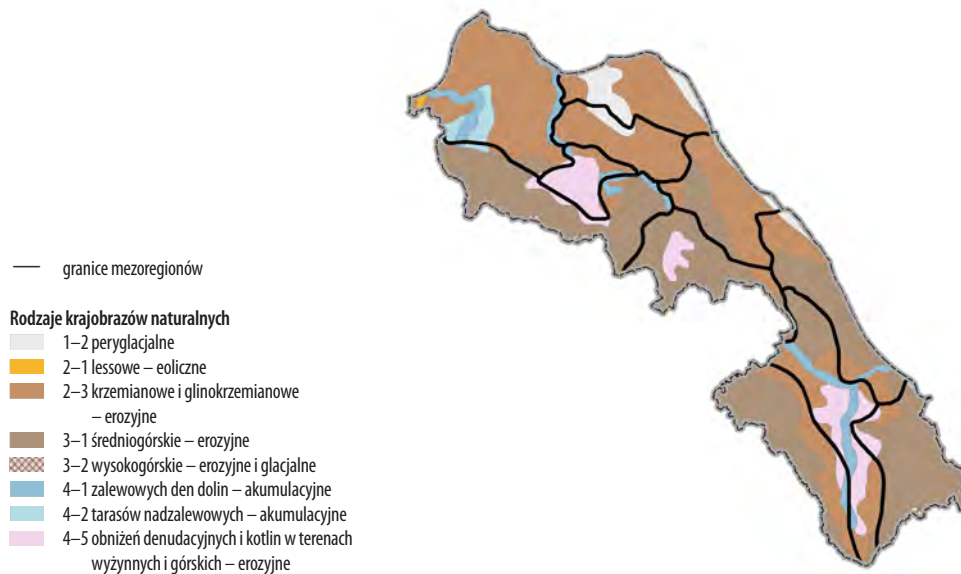 granice mezoregionów
Rodzaje krajobrazów naturalnych
1–2 peryglacjalne
2–1 lessowe – eoliczne
2–3 krzemianowe i glinokrzemianowe
– erozyjne
3–1 średniogórskie – erozyjne
3–2 wysokogórskie – erozyjne i glacjalne
4–1 zalewowych den dolin – akumulacyjne
4–2 tarasów nadzalewowych – akumulacyjne
4–5 obniżeń denudacyjnych i kotlin w terenach
wyżynnych i górskich – erozyjne